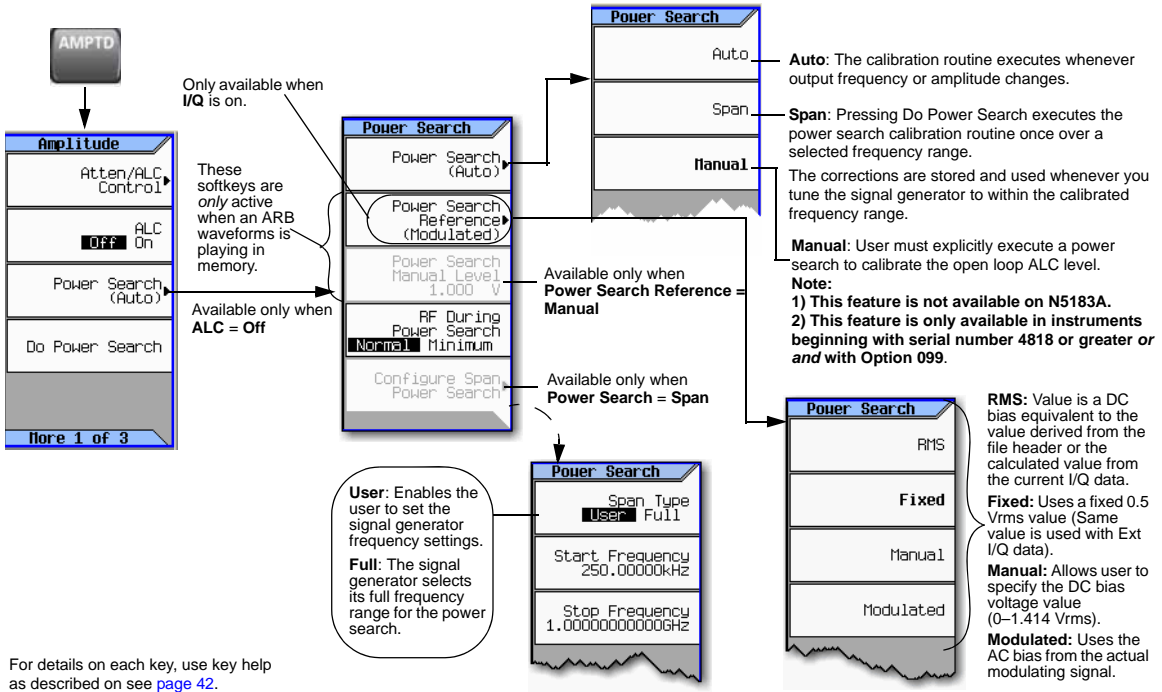 AMPTD
Amplitude
Atten/ALC
Control
ALC
Off On
Power Search
(Auto)
Do Power Search
More 1 of 3
Only available when
I/Q is on.
These
softkeys are
only active
when an ARB
waveforms is
playing in
memory.
Available only when
ALC = Off
Power Search
Power Search
(Auto)
Power Search
Reference
(Modulated)
Power Search
Manual Level
1.000 V
RF During
Power Search
Normal Minimum
Configure Span
Power Search
Available only when
Power Search Reference =
Manual
Available only when
Power Search = Span
Power Search
Auto
Span
Manual
Auto: The calibration routine executes whenever
output frequency or amplitude changes.
Span: Pressing Do Power Search executes the
power search calibration routine once over a
selected frequency range.
The corrections are stored and used whenever you
tune the signal generator to within the calibrated
frequency range.
Manual: User must explicitly execute a power
search to calibrate the open loop ALC level.
Note:
1) This feature is not available on N5183A.
2) This feature is only available in instruments
beginning with serial number 4818 or greater or
and with Option 099.
User: Enables the
user to set the
signal generator
frequency settings.
Full: The signal
generator selects
its full frequency
range for the power
search.
Power Search
Span Type
User Full
Start Frequency
250.00000kHz
Stop Frequency
1.00000000000GHz
Power Search
RMS
Fixed
Manual
Modulated
RMS: Value is a DC
bias equivalent to the
value derived from the
file header or the
calculated value from
the current I/Q data.
Fixed: Uses a fixed 0.5
Vrms value (Same
value is used with Ext
I/Q data).
Manual: Allows user to
specify the DC bias
voltage value
(0–1.414 Vrms).
Modulated: Uses the
AC bias from the actual
modulating signal.
For details on each key, use key help
as described on see page 42.